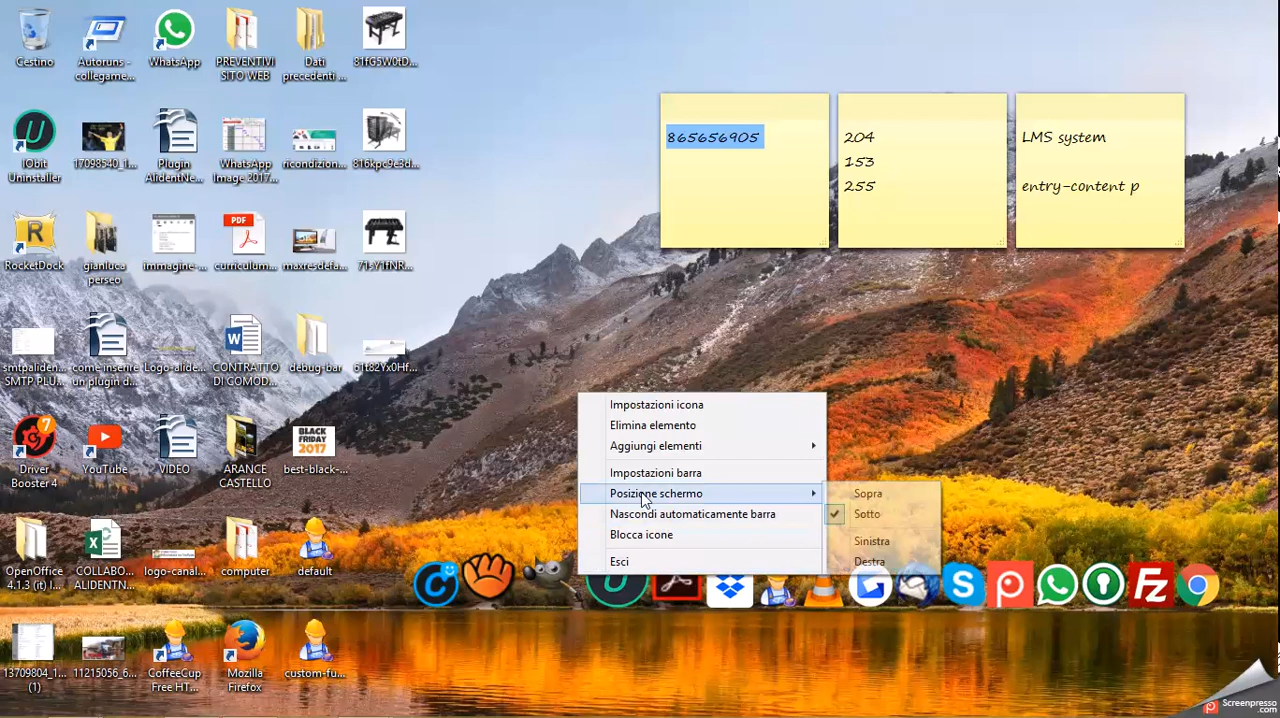 Cestino
Autoruns -
collegame...
WhatsApp
PREVENTIVI
SITO WEB
Dati
precedenti ...
81fG5W0tD...
IObit
Uninstaller
17098540_1...
Plugin
AlidentNe...
WhatsApp
Image 2017...
ricondizion...
816kpc9e3d...
RocketDock
gianluca
perseo
immagine-...
PDF
curriculum...
maxresdefa...
71sY1fNR...
smtpaliden...
SMTP PLU...
come inserire
un plugin d...
Logo-alide...
CONTRATTO
DI COMOD...
debug-bar
61t82Yx0Hf...
7
Driver
Booster 4
YouTube
VIDEO
ARANCE
CASTELLO
BLACK
FRIDAY
2017
best-black-...
OpenOffice
4.1.3 (it) I...
COLLABO...
ALIDENTN...
logo-canal...
computer
default
13709804_1...
(1)
11215056_6...
CoffeeCup
Free HT...
Mozilla
Firefox
custom-fu...
865656905
204
153
255
LMS system
entry-content p
Impostazioni icona
Elimina elemento
Aggiungi elementi
Impostazioni barra
Posizione schermo
Nascondi automaticamente barra
Blocca icone
Esci
Sopra
Sotto
Sinistra
Destra
Screenpresso
.com